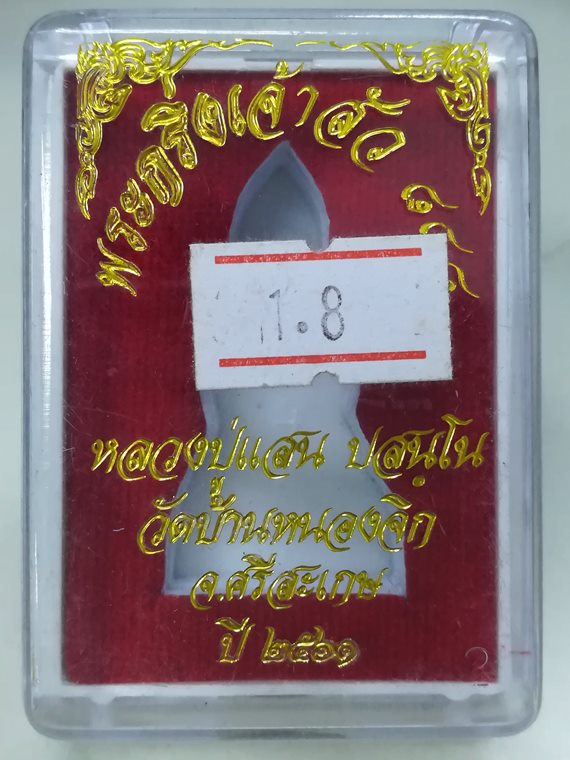 พระกริ่งเจ้าสัว
1.8
หลวงปู่แสน ปสนฺโน
วัดบ้านหนองจิก
จ.ศรีสะเกษ
ปี ๒๕๖๑